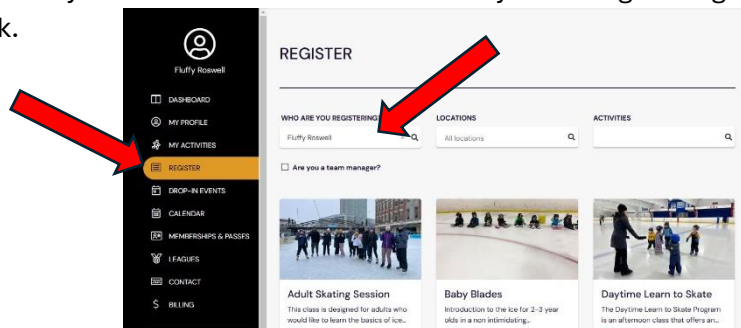 k.
Fluffy Roswell
DASHBOARD
MY PROFILE
MY ACTIVITIES
REGISTER
DROP-IN EVENTS
CALENDAR
MEMBERSHIPS & PASSES
LEAGUES
CONTACT
BILLING
REGISTER
WHO ARE YOU REGISTERING
Fluffy Roswell
LOCATIONS
All locations
ACTIVITIES
Are you a team manager?
Adult Skating Session
This class is designed for adults who
would like to learn the basics of ice...
Baby Blades
Introduction to the ice for 2-3 year
olds in a non intimidating...
Daytime Learn to Skate
The Daytime Learn to Skate Program
is an afternoon class that offers an...